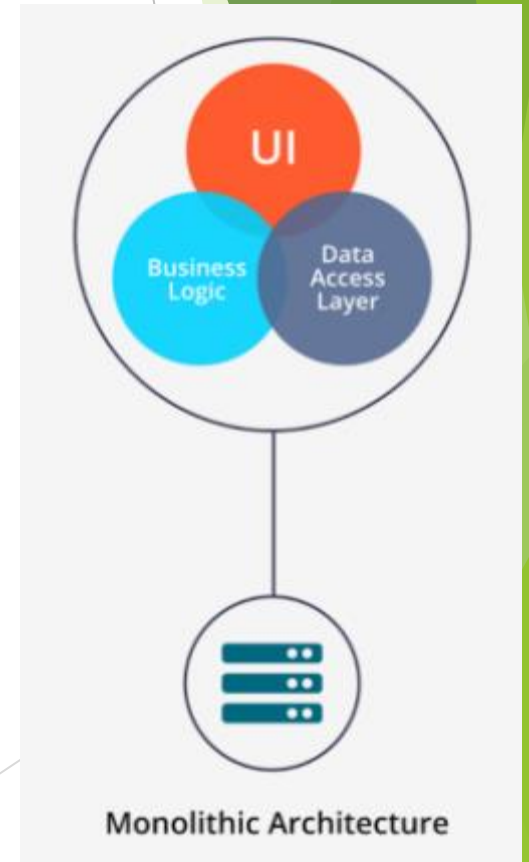 UI
Business
Logic
Data
Access
Layer
Monolithic Architecture